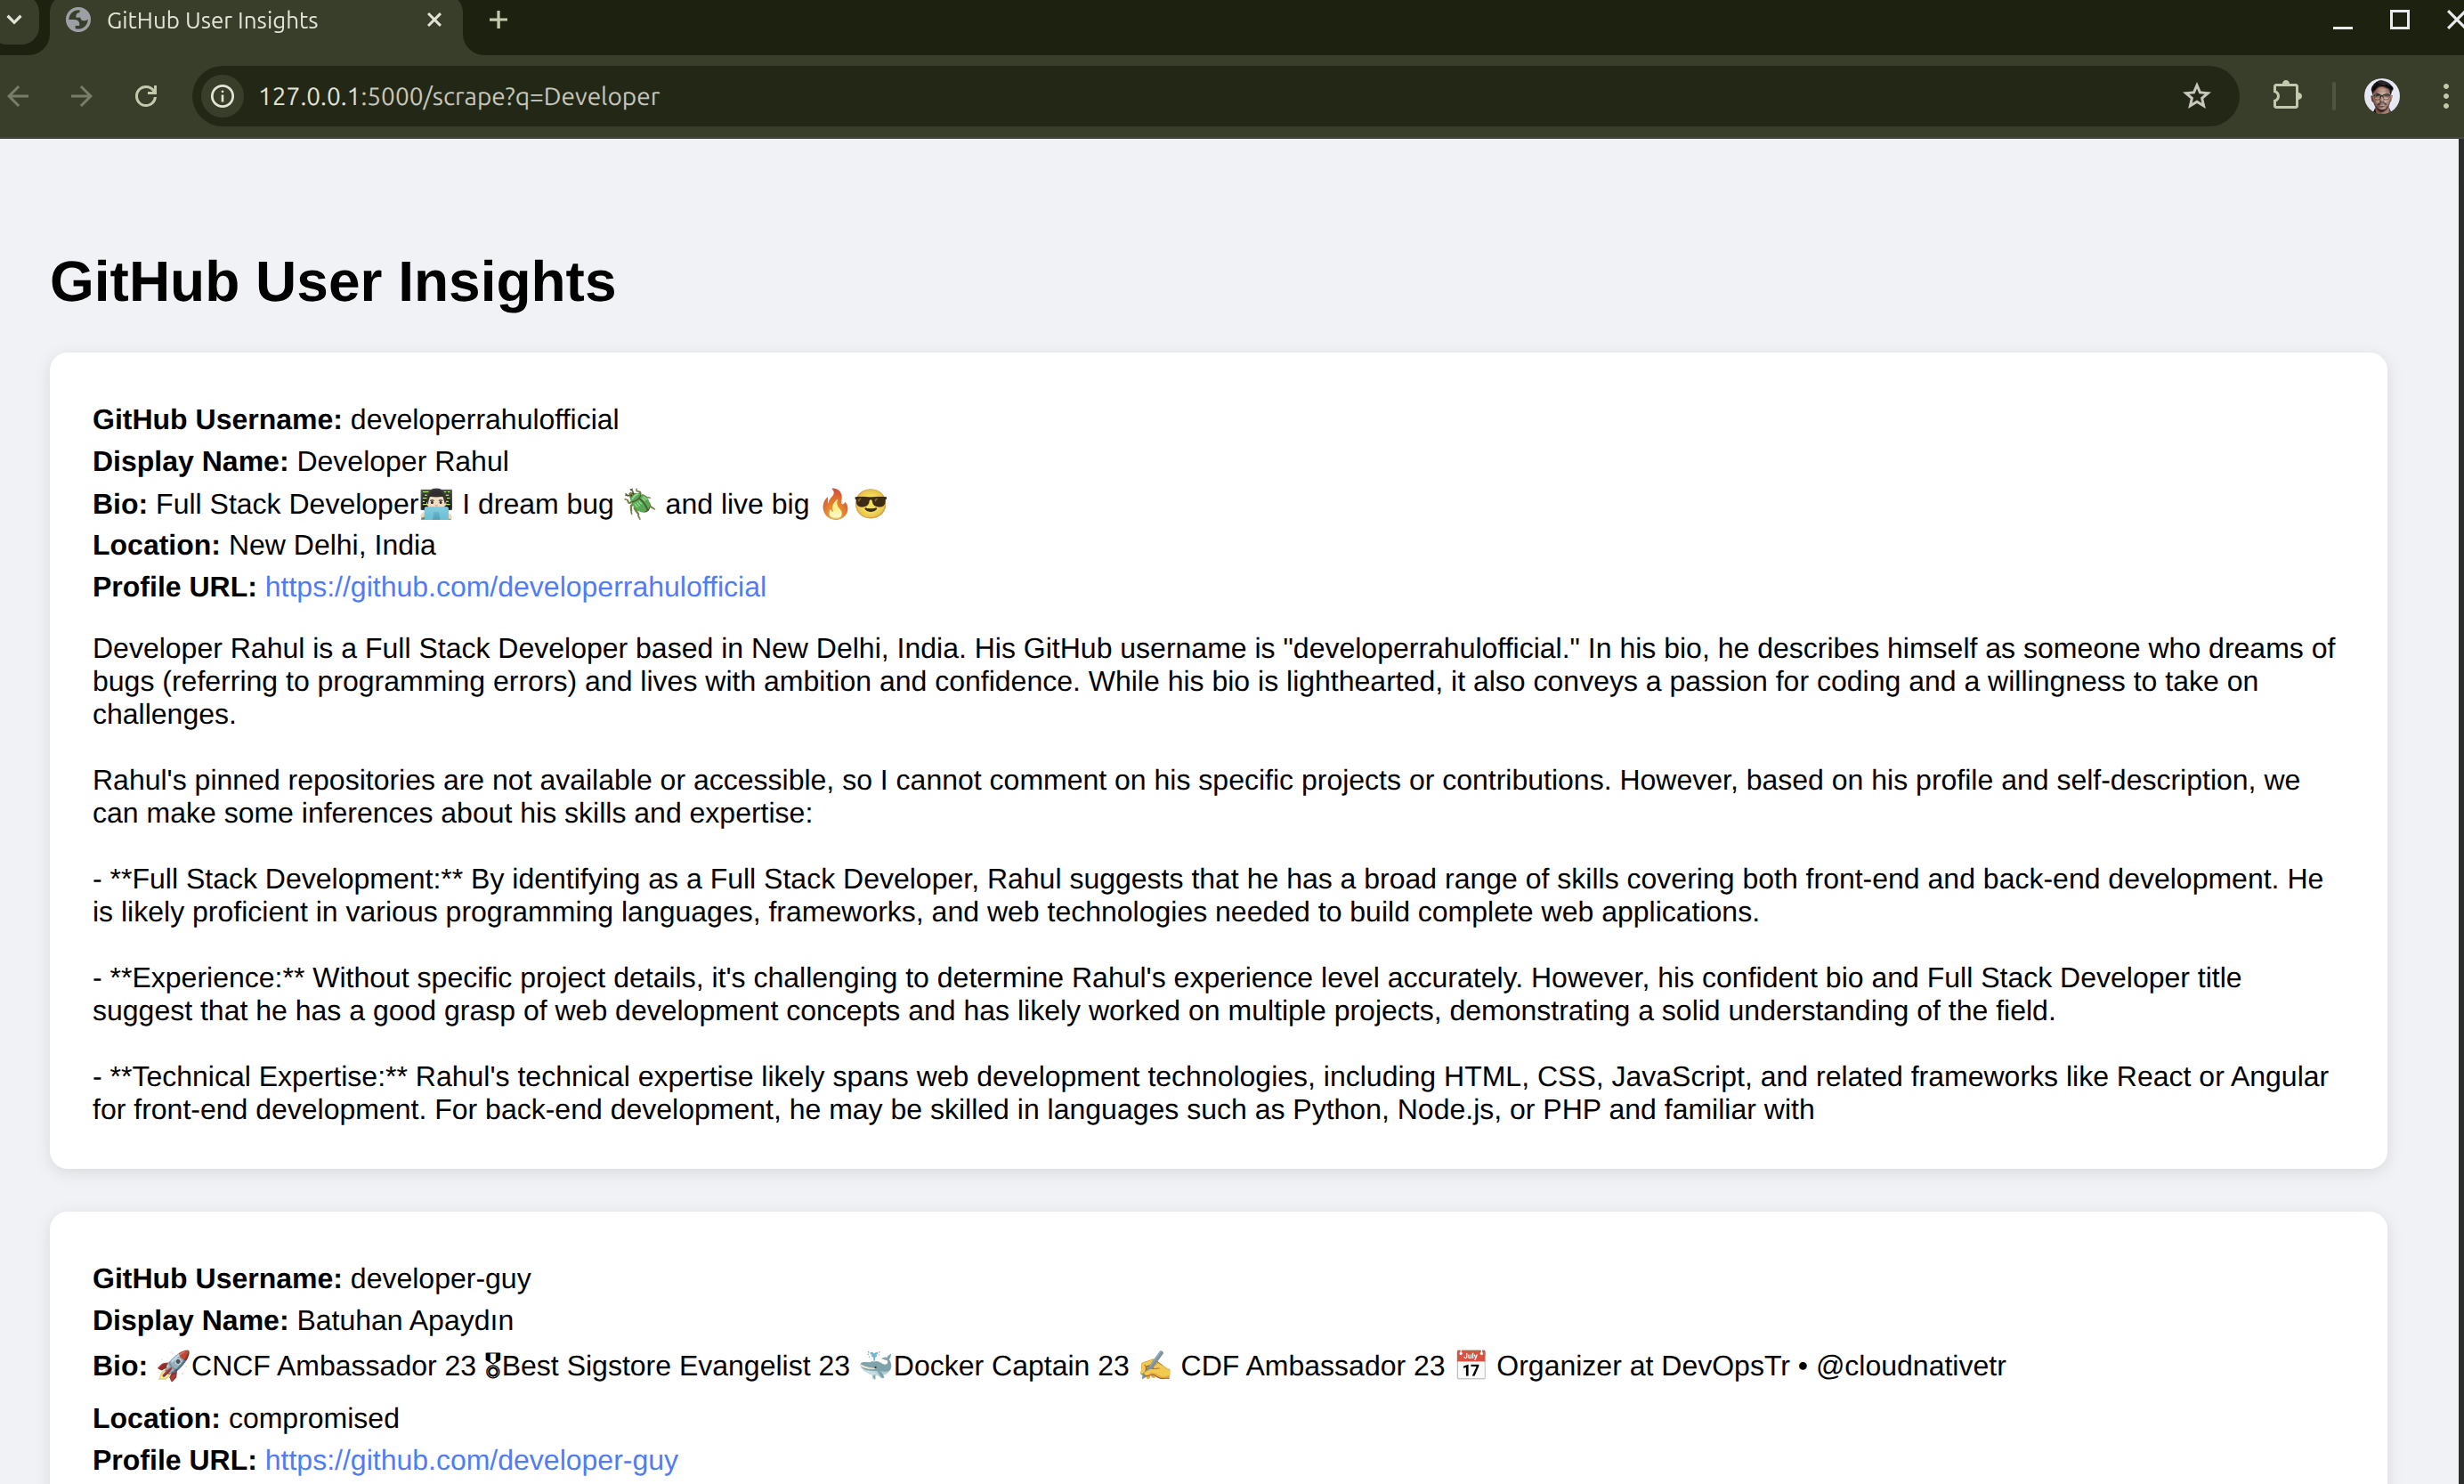 GitHub User Insights
127.0.0.1:5000/scrape?q=Developer
GitHub User Insights
GitHub Username: developerrahulofficial
Display Name: Developer Rahul
Bio: Full Stack Developer👨🏻‍💻 I dream bug 🪲 and live big 🔥😎
Location: New Delhi, India
Profile URL: https://github.com/developerrahulofficial
Developer Rahul is a Full Stack Developer based in New Delhi, India. His GitHub username is "developerrahulofficial." In his bio, he describes himself as someone who dreams of
bugs (referring to programming errors) and lives with ambition and confidence. While his bio is lighthearted, it also conveys a passion for coding and a willingness to take on
challenges.
Rahul's pinned repositories are not available or accessible, so I cannot comment on his specific projects or contributions. However, based on his profile and self-description, we
can make some inferences about his skills and expertise:
- **Full Stack Development:** By identifying as a Full Stack Developer, Rahul suggests that he has a broad range of skills covering both front-end and back-end development. He
is likely proficient in various programming languages, frameworks, and web technologies needed to build complete web applications.
- **Experience:** Without specific project details, it's challenging to determine Rahul's experience level accurately. However, his confident bio and Full Stack Developer title
suggest that he has a good grasp of web development concepts and has likely worked on multiple projects, demonstrating a solid understanding of the field.
- **Technical Expertise:** Rahul's technical expertise likely spans web development technologies, including HTML, CSS, JavaScript, and related frameworks like React or Angular
for front-end development. For back-end development, he may be skilled in languages such as Python, Node.js, or PHP and familiar with
GitHub Username: developer-guy
Display Name: Batuhan Apaydın
Bio: 🚀CNCF Ambassador 23 🎖Best Sigstore Evangelist 23 🐳Docker Captain 23 ✍️ CDF Ambassador 23 📅 Organizer at DevOpsTr • @cloudnativetr
Location: compromised
Profile URL: https://github.com/developer-guy